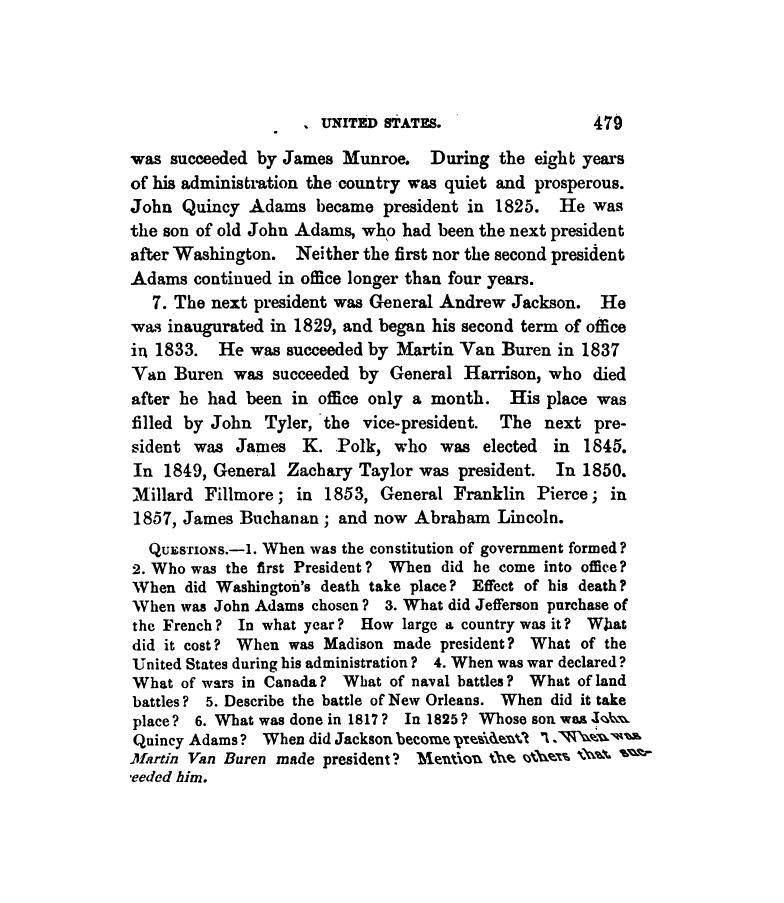 UNITED STATES. 479
was succeeded by James Munroe. During the eight years
of his administration the country was quiet and prosperous.
John Quincy Adams became president in 1825. He was
the son of old John Adams, who had been the next president
after Washington. Neither the first nor the second president
Adams continued in office longer than four years.
7. The next president was General Andrew Jackson. He
was inaugurated in 1829, and began his second term of office
in 1833. He was succeeded by Martin Van Buren in 1837
Van Buren was succeeded by General Harrison, who died
after he had been in office only a month. His place was
filled by John Tyler, the vice-president. The next pre-
sident was James K. Polk, who was elected in 1845.
In 1849, General Zachary Taylor was president. In 1850.
Millard Fillmore; in 1853, General Franklin Pierce; in
1857, James Buchanan; and now Abraham Lincoln.
QUESTIONS.—1. When was the constitution of government formed?
2. Who was the first President? When did he come into office?
When did Washington's death take place? Effect of his death?
When was John Adams chosen? 3. What did Jefferson purchase of
the French? In what year? How large a country was it? What
did it cost? When was Madison made president? What of the
United States during his administration? 4. When was war declared?
What of wars in Canada? What of naval battles? What of land
battles? 5. Describe the battle of New Orleans. When did it take
place? 6. What was done in 1817? In 1825? Whose son was John
Quincy Adams? When did Jackson become president? 7. When was
Martin Van Buren made president? Mention the others that suc-
eeded him.